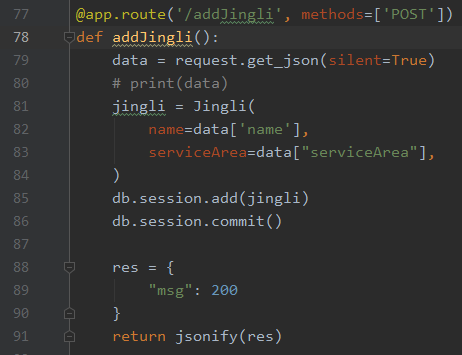 77 @app.route('/addJingli', methods=['POST'])
78 def addJingli():
79     data = request.get_json(silent=True)
80     # print(data)
81     jingli = Jingli(
82         name=data['name'],
83         serviceArea=data["serviceArea"],
84     )
85     db.session.add(jingli)
86     db.session.commit()
87
88     res = {
89         "msg": 200
90     }
91     return jsonify(res)